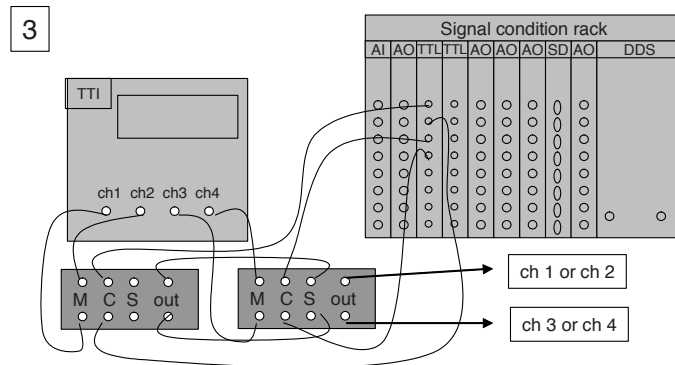 3
Signal condition rack
AI AO TTL TTL AO AO AO SD AO DDS
TTI
ch1 ch2 ch3 ch4
M C S out
M C S out
ch 1 or ch 2
ch 3 or ch 4